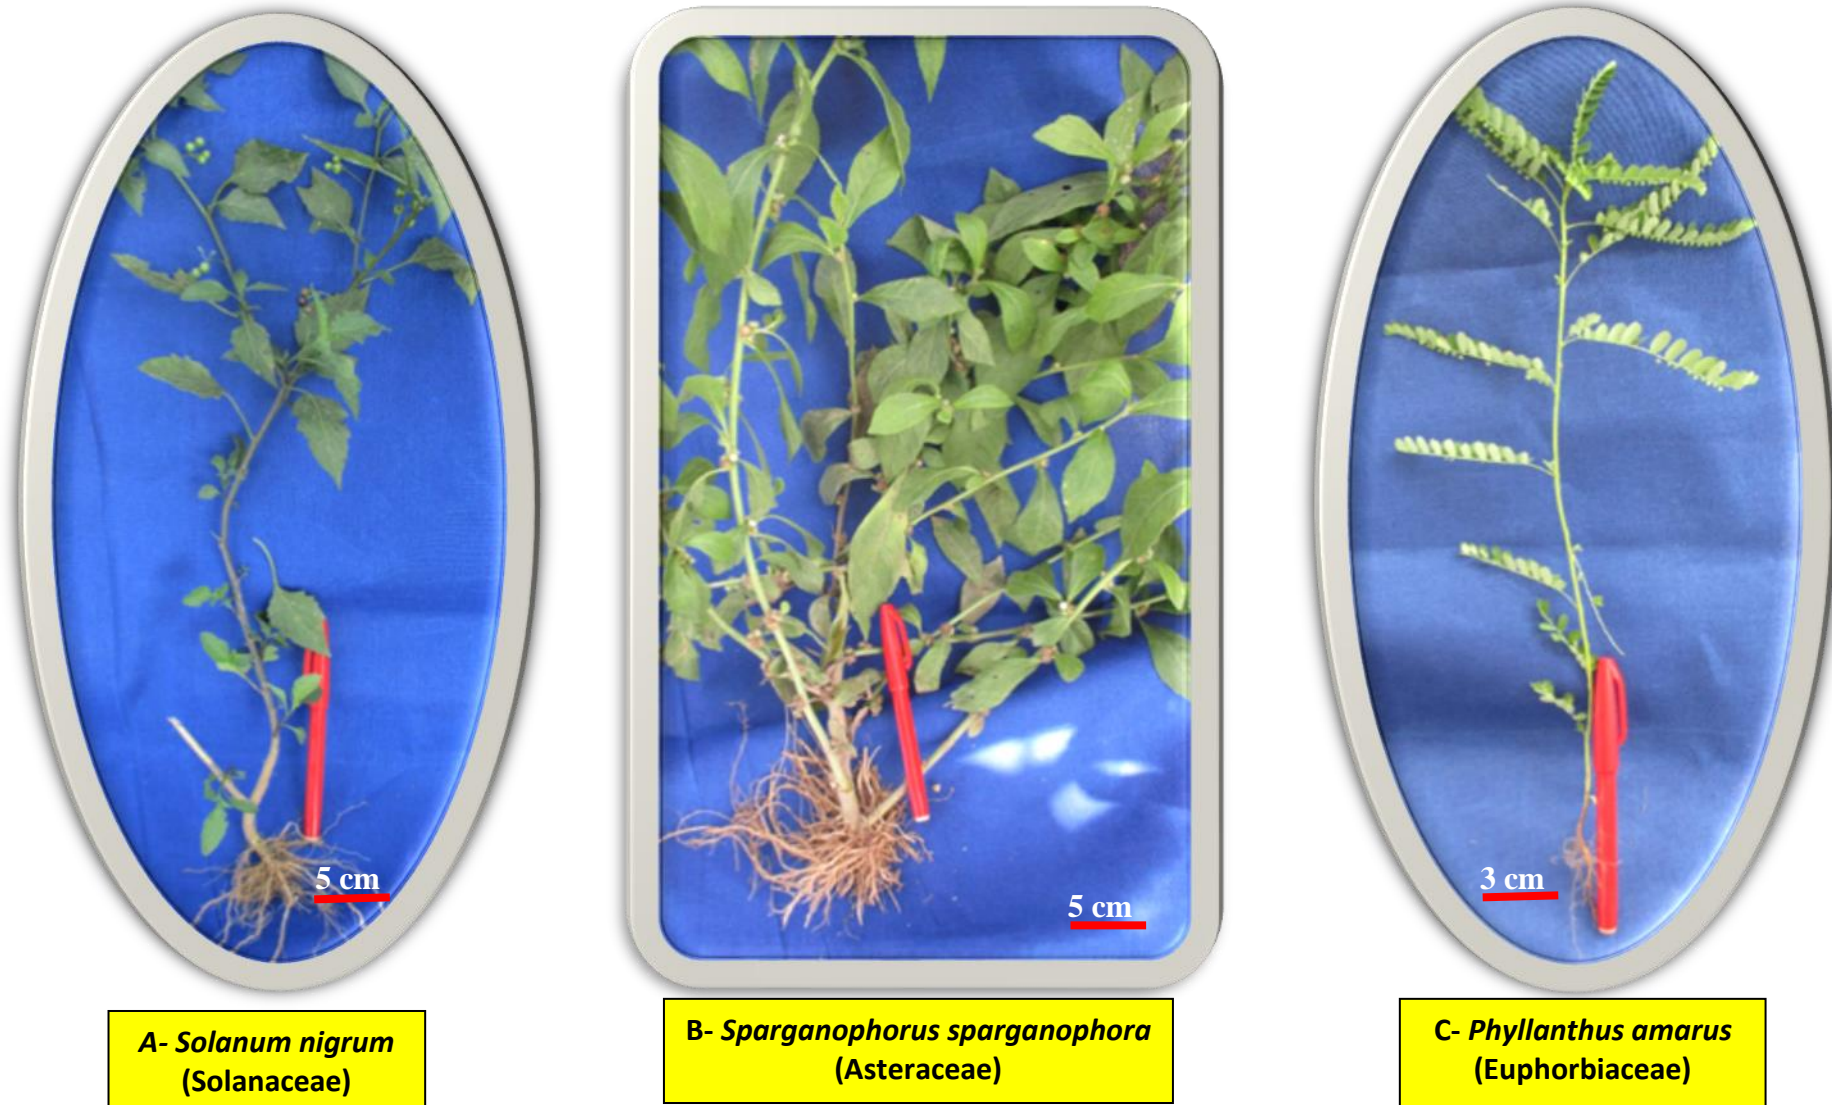 5 cm
5 cm
3 cm
A- Solanum nigrum
(Solanaceae)
B- Sparganophorus sparganophora
(Asteraceae)
C- Phyllanthus amarus
(Euphorbiaceae)